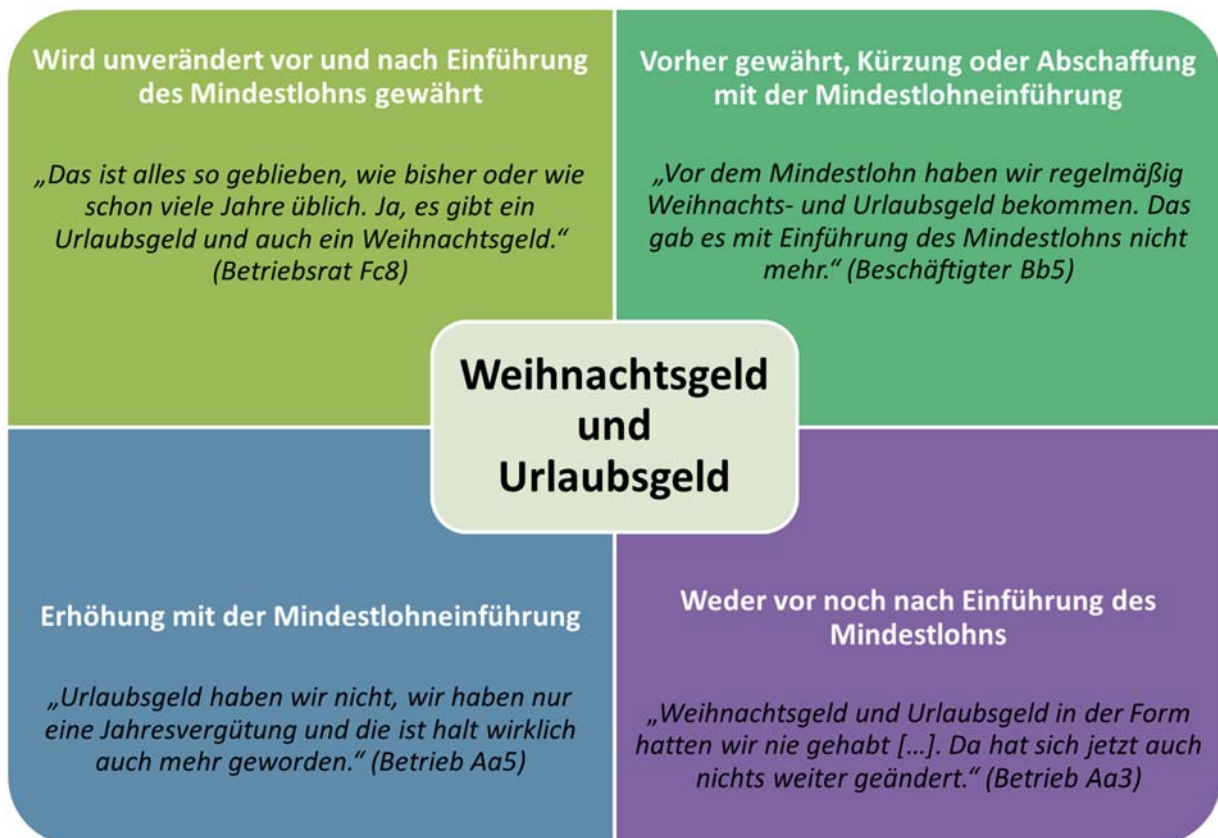 Wird unverändert vor und nach Einführung
des Mindestlohns gewährt
„Das ist alles so geblieben, wie bisher oder wie
schon viele Jahre üblich. Ja, es gibt ein
Urlaubsgeld und auch ein Weihnachtsgeld.“
(Betriebsrat Fc8)
Vorher gewährt, Kürzung oder Abschaffung
mit der Mindestlohneinführung
„Vor dem Mindestlohn haben wir regelmäßig
Weihnachts- und Urlaubsgeld bekommen. Das
gab es mit Einführung des Mindestlohns nicht
mehr.“ (Beschäftigter Bb5)
Weihnachtsgeld
und
Urlaubsgeld
Erhöhung mit der Mindestlohneinführung
„Urlaubsgeld haben wir nicht, wir haben nur
eine Jahresvergütung und die ist halt wirklich
auch mehr geworden.“ (Betrieb Aa5)
Weder vor noch nach Einführung des
Mindestlohns
„Weihnachtsgeld und Urlaubsgeld in der Form
hatten wir nie gehabt […]. Da hat sich jetzt auch
nichts weiter geändert.“ (Betrieb Aa3)